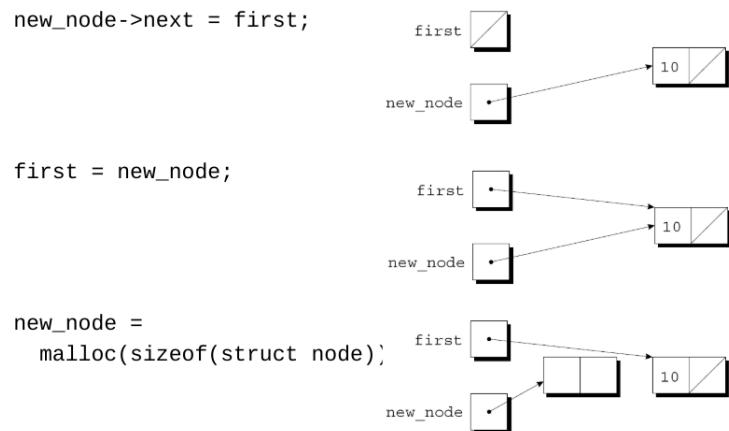 new_node->next = first;
first
10
new_node
first = new_node;
first
10
new_node
new_node =
malloc(sizeof(struct node))
first
10
new_node